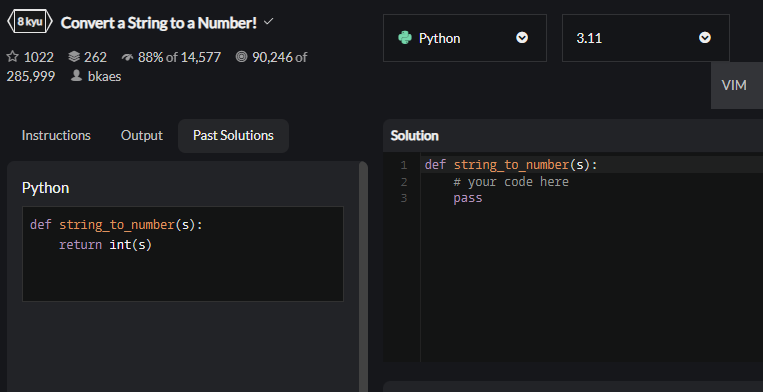 8 kyu Convert a String to a Number!
1022 262 88% of 14,577 90,246 of
285,999 bkaes
Python 3.11
VIM
Instructions Output Past Solutions
Python
def string_to_number(s):
    return int(s)
Solution
1 def string_to_number(s):
2     # your code here
3     pass